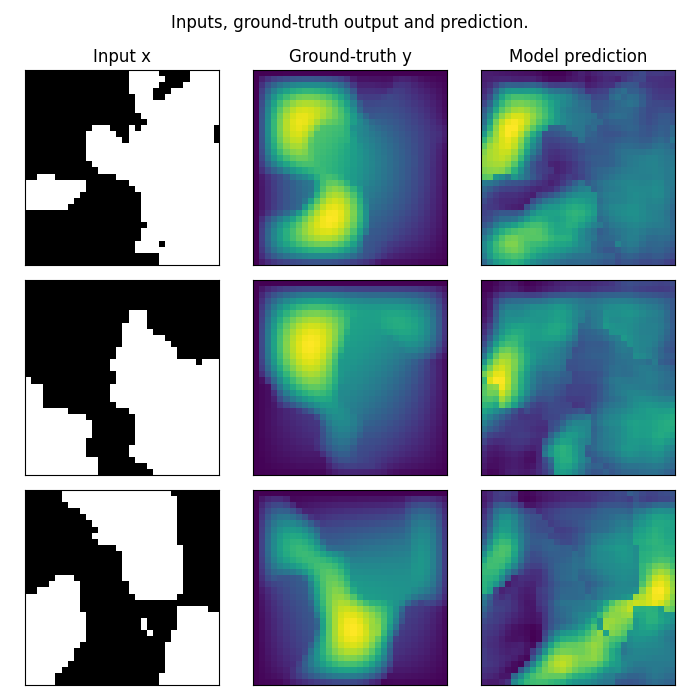 Inputs, ground-truth output and prediction.
Input x
Ground-truth y
Model prediction